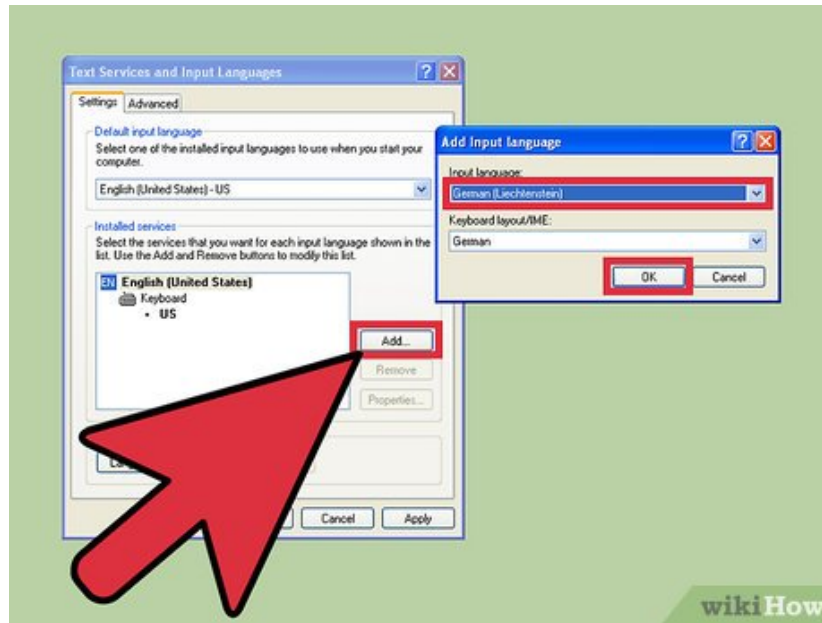 Text Services and Input Languages
Settings
Advanced
Default input language
Select one of the installed input languages to use when you start your
computer.
English (United States) - US
Installed services
Select the services that you want for each input language shown in the
list. Use the Add and Remove buttons to modify this list.
EN English (United States)
Keyboard
• US
Add...
Remove
Properties...
Cancel
Apply
Add Input language
Input language:
German (Liechtenstein)
Keyboard layout/IME:
German
OK
Cancel
wikiHow